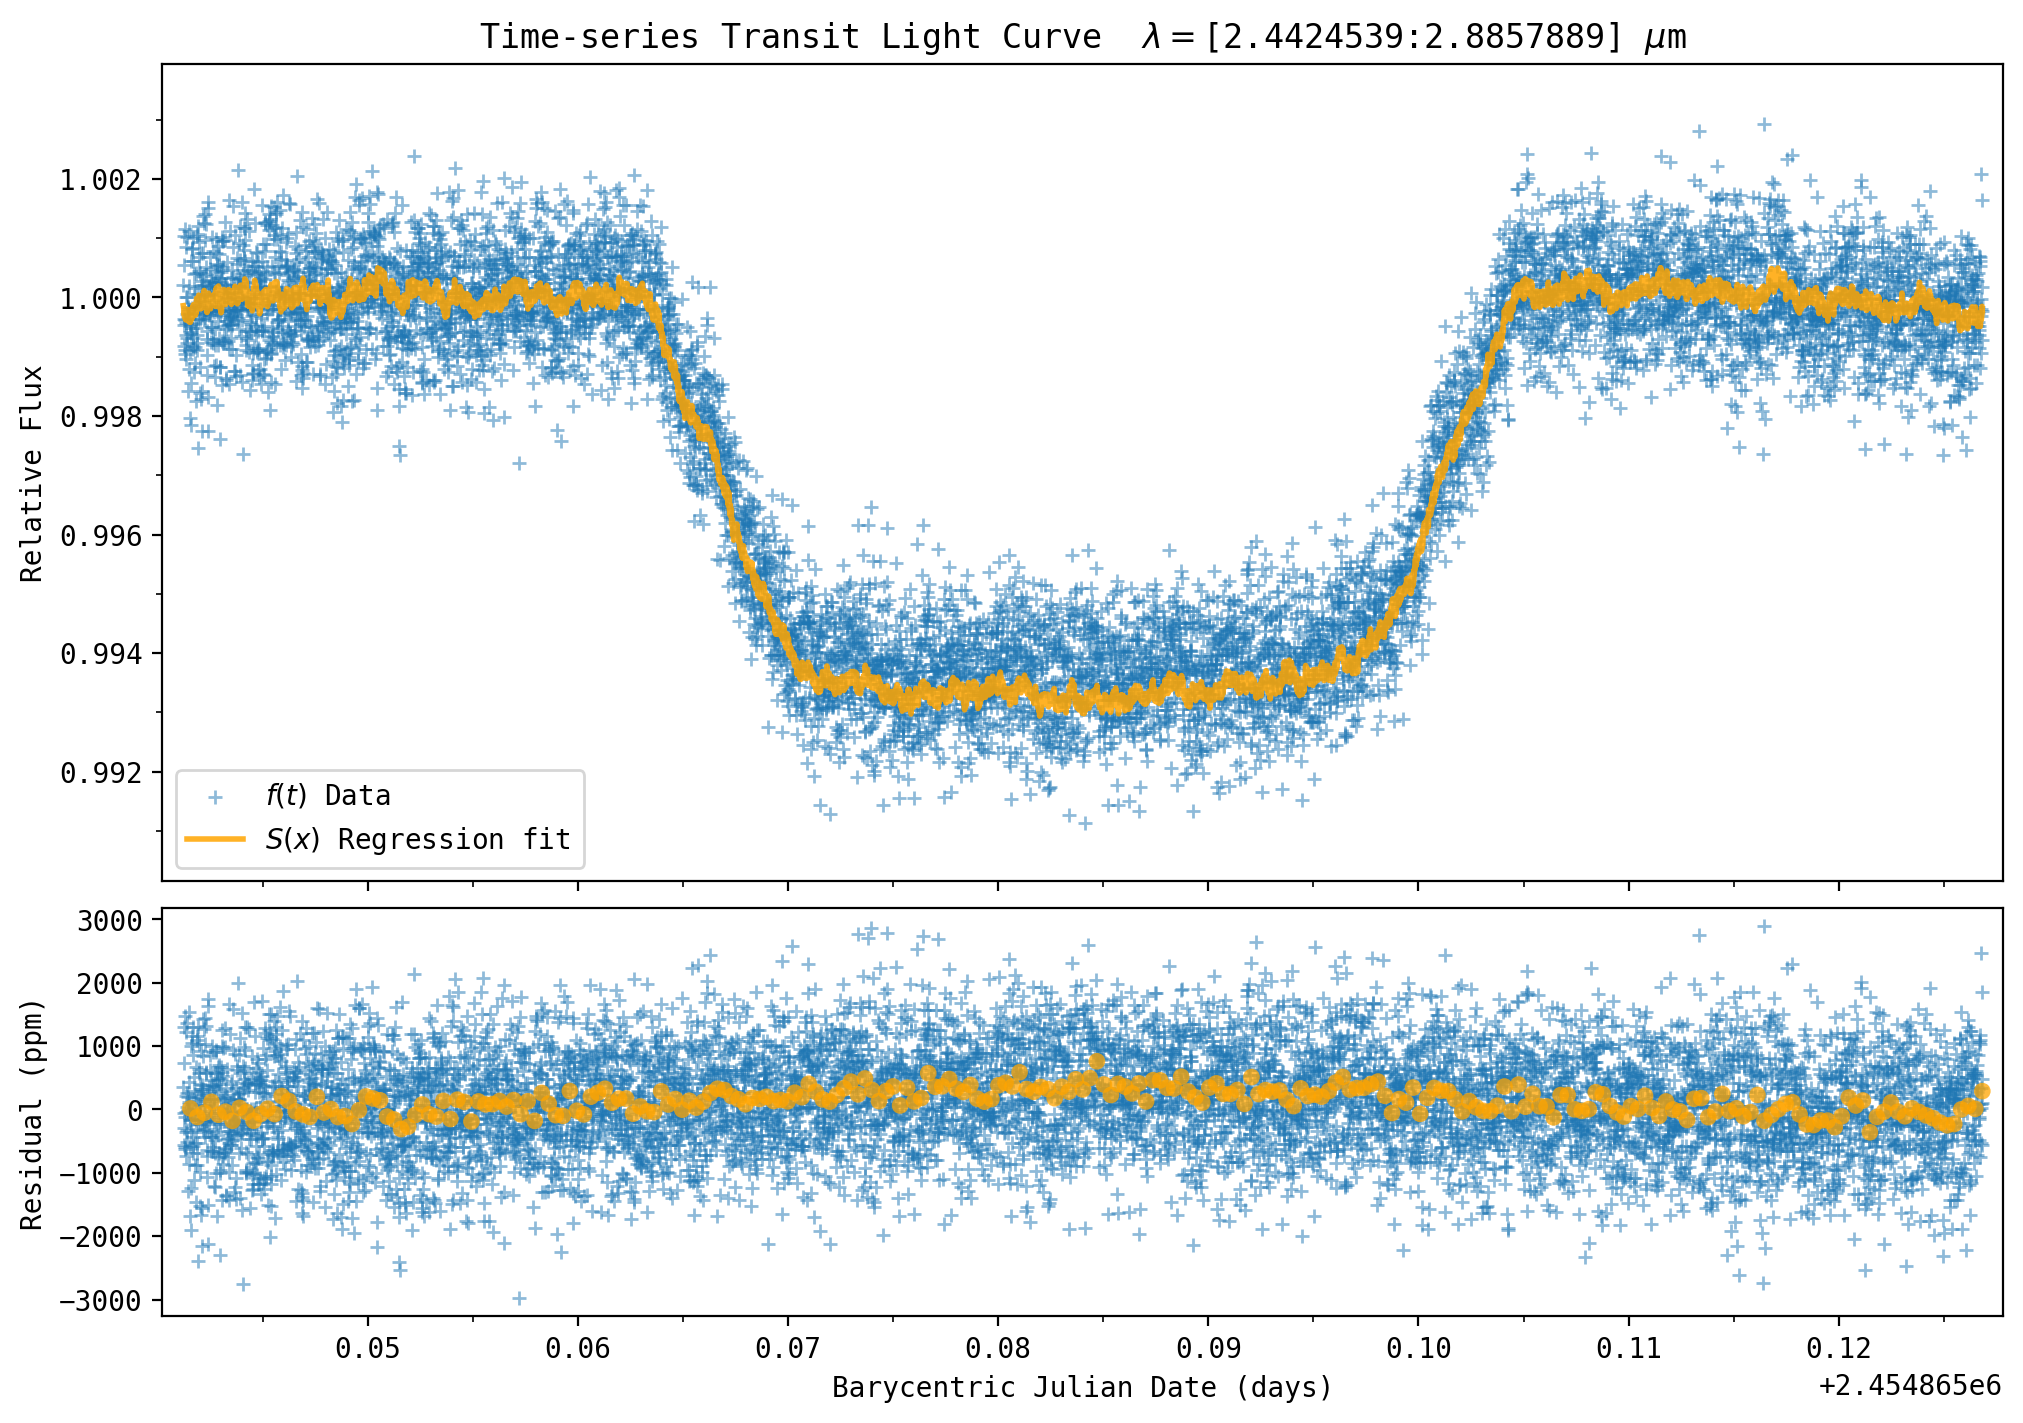 Time-series Transit Light Curve λ = [2.4424539:2.8857889] μm
Relative Flux
1.002
1.000
0.998
0.996
0.994
0.992
f(t) Data
S(x) Regression fit
Residual (ppm)
3000
2000
1000
0
−1000
−2000
−3000
0.05 0.06 0.07 0.08 0.09 0.10 0.11 0.12
Barycentric Julian Date (days)
+2.454865e6